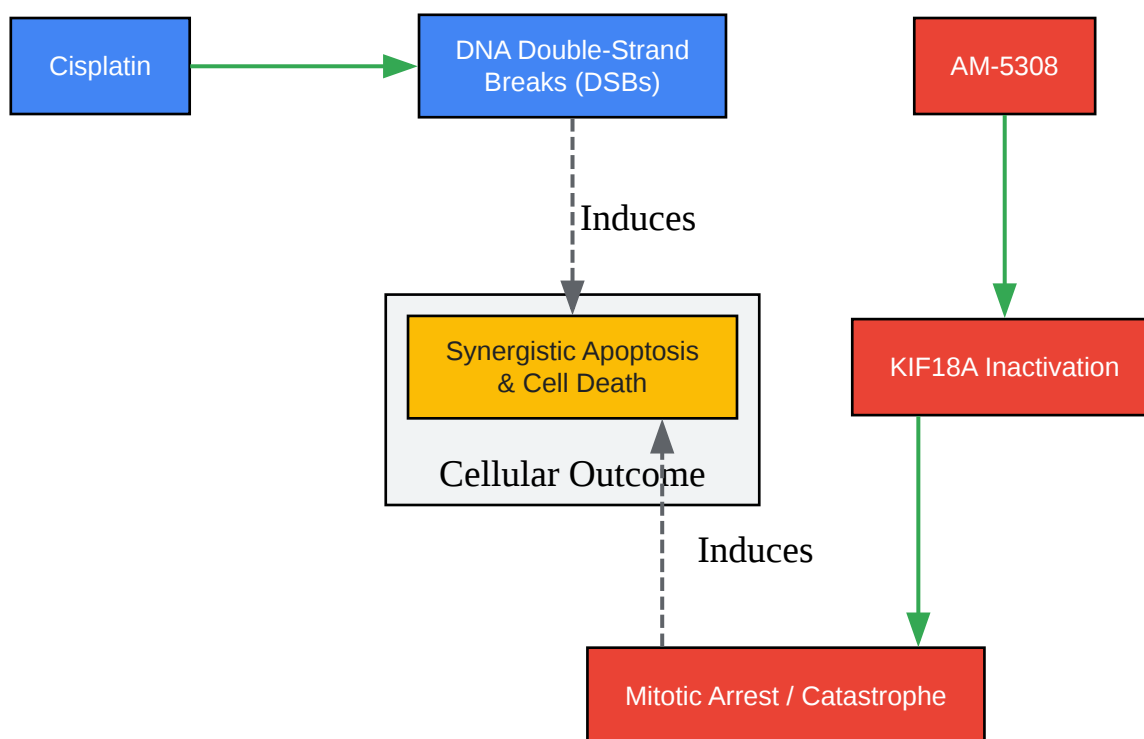 Cisplatin
DNA Double-Strand
Breaks (DSBs)
AM-5308
Induces
Synergistic Apoptosis
& Cell Death
KIF18A Inactivation
Cellular Outcome
Induces
Mitotic Arrest / Catastrophe